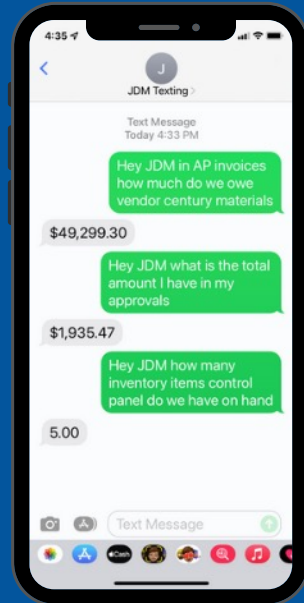 4:35
J
JDM Texting
Text Message
Today 4:33 PM
Hey JDM in AP invoices
how much do we owe
vendor century materials
$49,299.30
Hey JDM what is the total
amount I have in my
approvals
$1,935.47
Hey JDM how many
inventory items control
panel do we have on hand
5.00
Text Message
Cash